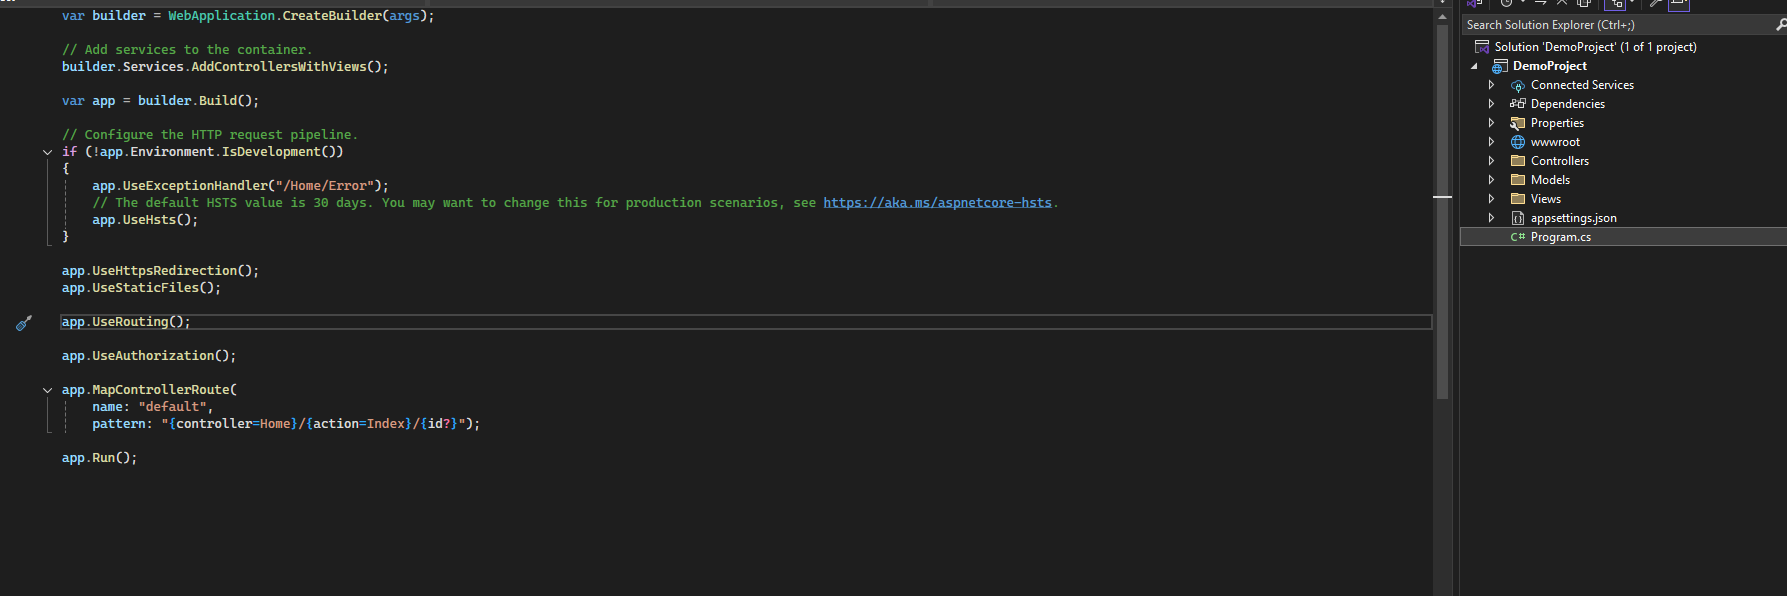 var builder = WebApplication.CreateBuilder(args);
// Add services to the container.
builder.Services.AddControllersWithViews();
var app = builder.Build();
// Configure the HTTP request pipeline.
if (!app.Environment.IsDevelopment())
{
app.UseExceptionHandler("/Home/Error");
// The default HSTS value is 30 days. You may want to change this for production scenarios, see https://aka.ms/aspnetcore-hsts.
app.UseHsts();
}
app.UseHttpsRedirection();
app.UseStaticFiles();
app.UseRouting();
app.UseAuthorization();
app.MapControllerRoute(
name: "default",
pattern: "{controller=Home}/{action=Index}/{id?}");
app.Run();
Search Solution Explorer (Ctrl+;)
Solution 'DemoProject' (1 of 1 project)
DemoProject
Connected Services
Dependencies
Properties
wwwroot
Controllers
Models
Views
appsettings.json
C# Program.cs